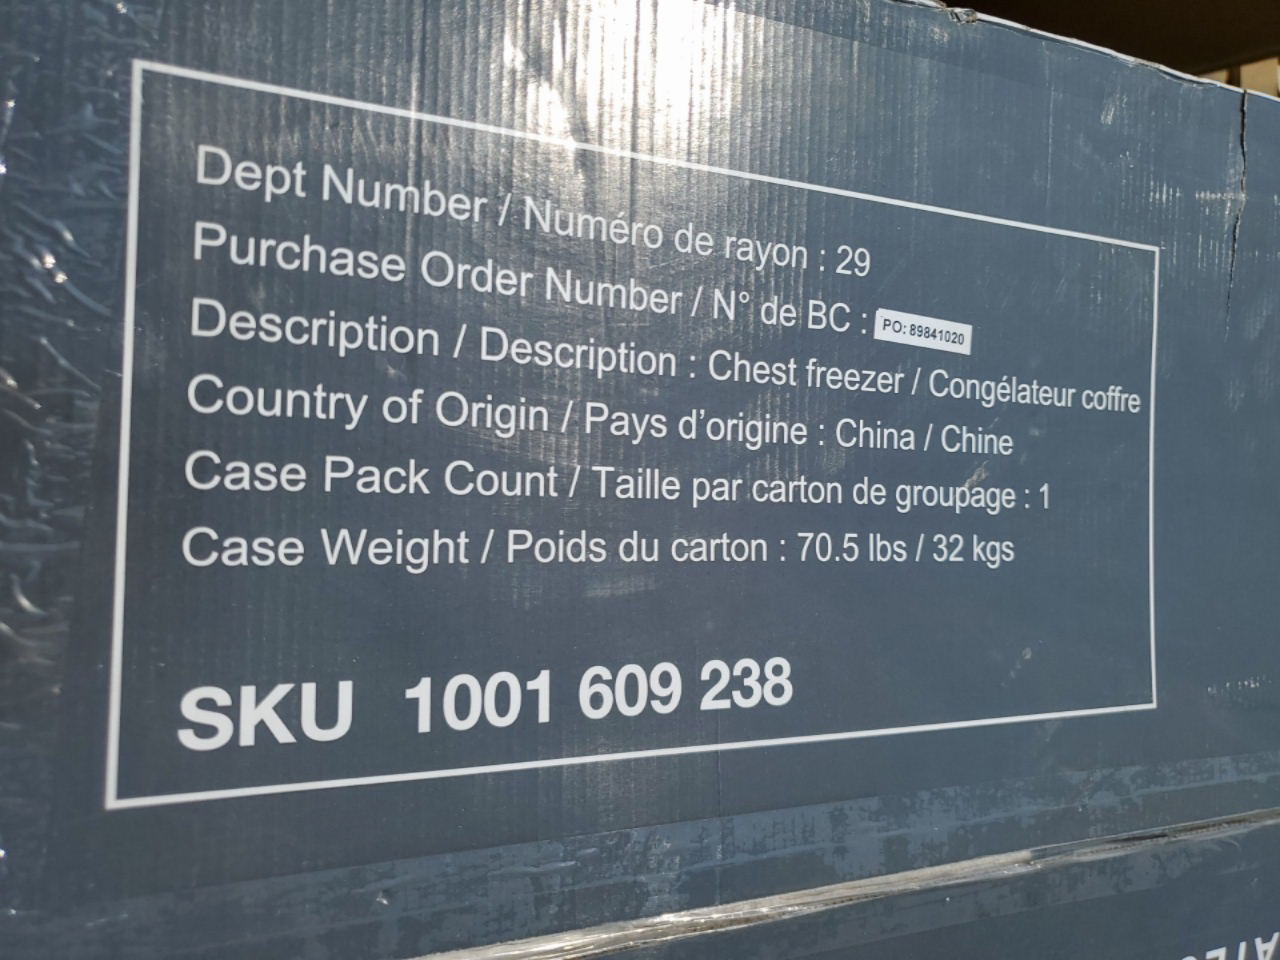 Dept Number / Numéro de rayon : 29
Purchase Order Number / N° de BC : PO: 89841020
Description / Description : Chest freezer / Congélateur coffre
Country of Origin / Pays d'origine : China / Chine
Case Pack Count / Taille par carton de groupage : 1
Case Weight / Poids du carton : 70.5 lbs / 32 kgs
SKU 1001 609 238